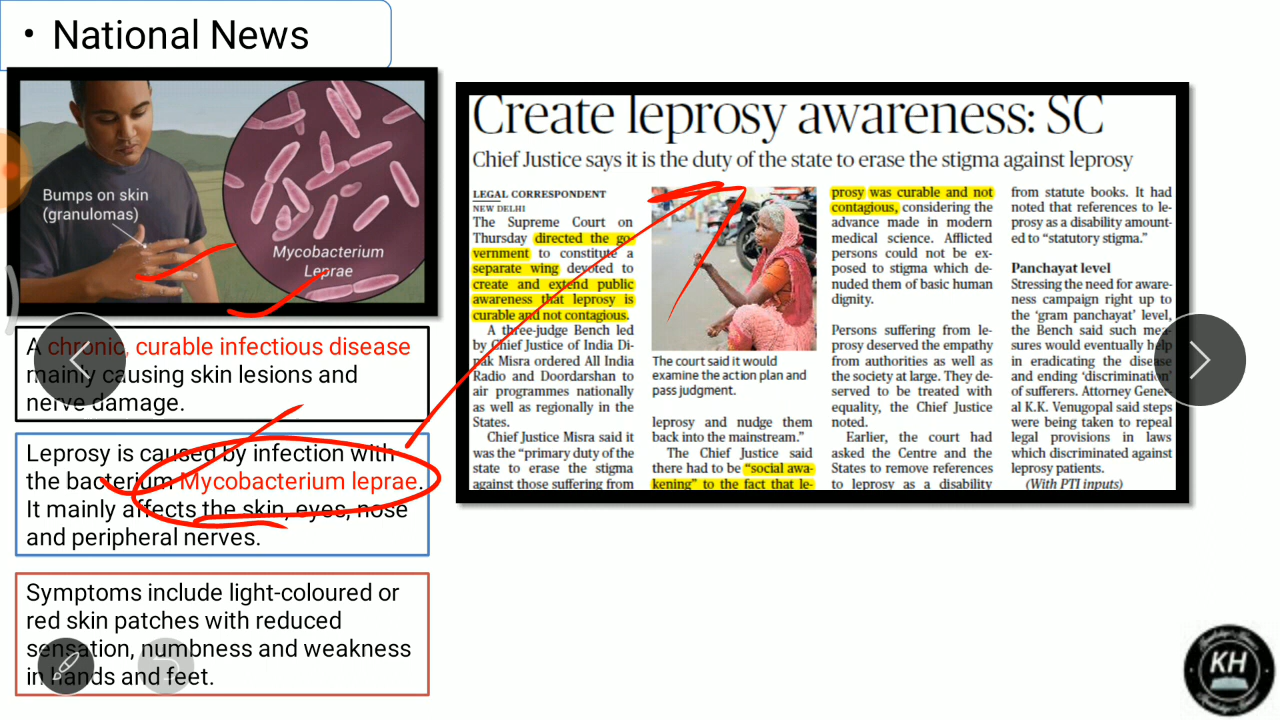 • National News
Bumps on skin
(granulomas)
Mycobacterium
Leprae
A chronic, curable infectious disease
mainly causing skin lesions and
nerve damage.
Leprosy is caused by infection with
the bacterium Mycobacterium leprae.
It mainly affects the skin, eyes, nose
and peripheral nerves.
Symptoms include light-coloured or
red skin patches with reduced
sensation, numbness and weakness
in hands and feet.
Create leprosy awareness: SC
Chief Justice says it is the duty of the state to erase the stigma against leprosy
LEGAL CORRESPONDENT
NEW DELHI
The Supreme Court on
Thursday directed the go-
vernment to constitute a
separate wing devoted to
create and extend public
awareness that leprosy is
curable and not contagious.
A three-judge Bench led
by Chief Justice of India Di-
pak Misra ordered All India
Radio and Doordarshan to
air programmes nationally
as well as regionally in the
States.
Chief Justice Misra said it
was the “primary duty of the
state to erase the stigma
against those suffering from
The court said it would
examine the action plan and
pass judgment.
leprosy and nudge them
back into the mainstream.”
The Chief Justice said
there had to be “social awa-
kening” to the fact that le-
prosy was curable and not
contagious, considering the
advance made in modern
medical science. Afflicted
persons could not be ex-
posed to stigma which de-
nuded them of basic human
dignity.
Persons suffering from le-
prosy deserved the empathy
from authorities as well as
the society at large. They de-
served to be treated with
equality, the Chief Justice
noted.
Earlier, the court had
asked the Centre and the
States to remove references
to leprosy as a disability
from statute books. It had
noted that references to le-
prosy as a disability amount-
ed to “statutory stigma.”
Panchayat level
Stressing the need for aware-
ness campaign right up to
the ‘gram panchayat’ level,
the Bench said such mea-
sures would eventually help
in eradicating the disease
and ending ‘discrimination’
of sufferers. Attorney Gener-
al K.K. Venugopal said steps
were being taken to repeal
legal provisions in laws
which discriminated against
leprosy patients.
(With PTI inputs)
KH